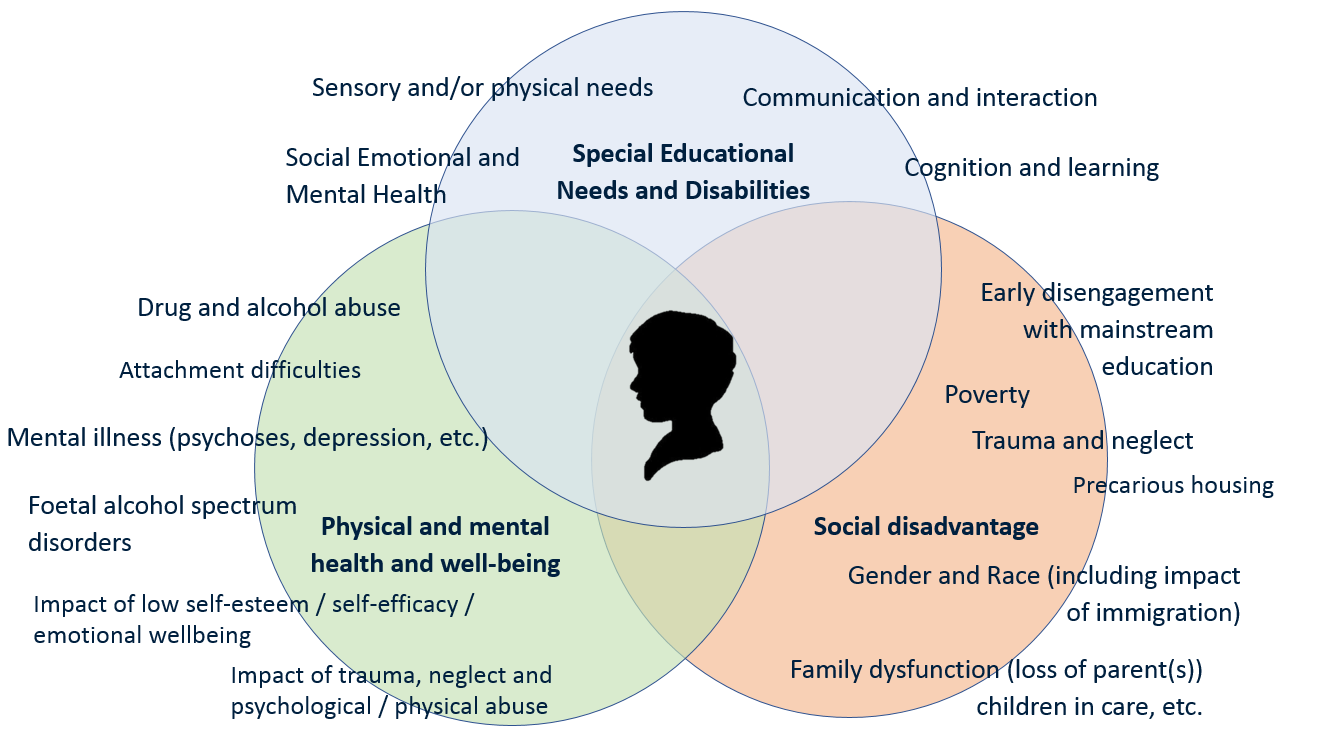 Sensory and/or physical needs
Communication and interaction
Social Emotional and
Mental Health
Special Educational
Needs and Disabilities
Cognition and learning
Drug and alcohol abuse
Attachment difficulties
Mental illness (psychoses, depression, etc.)
Foetal alcohol spectrum
disorders
Physical and mental
health and well-being
Impact of low self-esteem / self-efficacy /
emotional wellbeing
Impact of trauma, neglect and
psychological / physical abuse
Early disengagement
with mainstream
education
Poverty
Trauma and neglect
Precarious housing
Social disadvantage
Gender and Race (including impact
of immigration)
Family dysfunction (loss of parent(s))
children in care, etc.